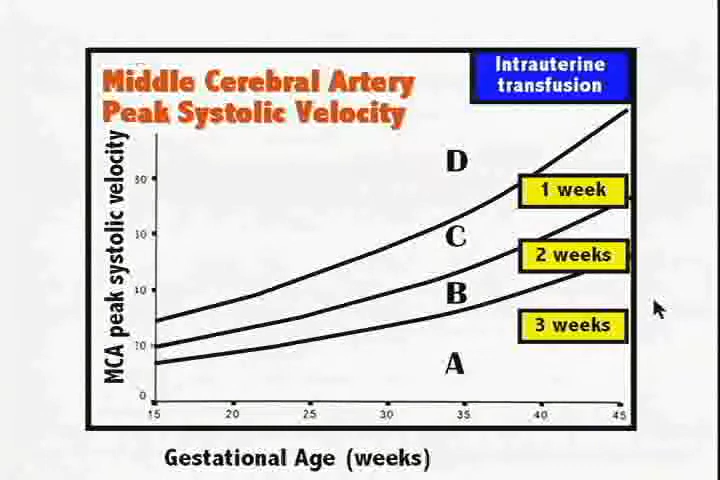 Middle Cerebral Artery
Peak Systolic Velocity
Intrauterine
transfusion
MCA peak systolic velocity
D
1 week
C
2 weeks
B
3 weeks
A
0
15 20 25 30 35 40 45
Gestational Age (weeks)